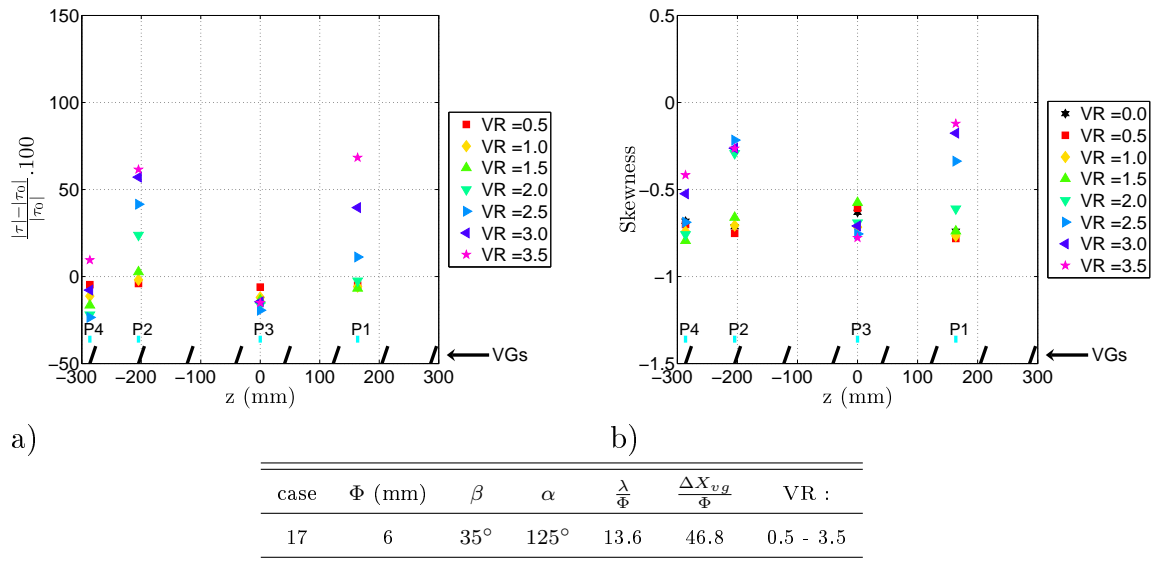 150
100
50
0
−50
|τ|−|τ0| / |τ0| .100
−300 −200 −100 0 100 200 300
z (mm)
P4 P2 P3 P1
VGs
VR =0.5
VR =1.0
VR =1.5
VR =2.0
VR =2.5
VR =3.0
VR =3.5
a)
0.5
0
−0.5
−1
−1.5
Skewness
−300 −200 −100 0 100 200 300
z (mm)
P4 P2 P3 P1
VGs
VR =0.0
VR =0.5
VR =1.0
VR =1.5
VR =2.0
VR =2.5
VR =3.0
VR =3.5
b)
case Φ (mm) β α λ/Φ ΔXvg/Φ VR :
17 6 35° 125° 13.6 46.8 0.5 - 3.5